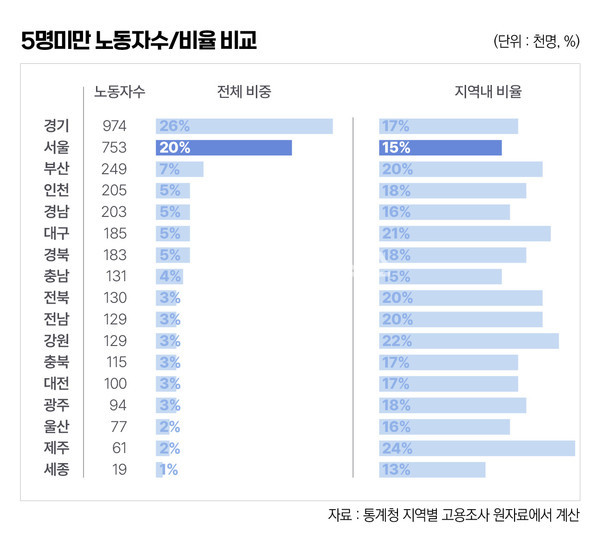 5명미만 노동자수/비율 비교
(단위 : 천명, %)
노동자수 전체 비중 지역내 비율
경기 974 26% 17%
서울 753 20% 15%
부산 249 7% 20%
인천 205 5% 18%
경남 203 5% 16%
대구 185 5% 21%
경북 183 5% 18%
충남 131 4% 15%
전북 130 3% 20%
전남 129 3% 20%
강원 129 3% 22%
충북 115 3% 17%
대전 100 3% 17%
광주 94 3% 18%
울산 77 2% 16%
제주 61 2% 24%
세종 19 1% 13%
자료 : 통계청 지역별 고용조사 원자료에서 계산